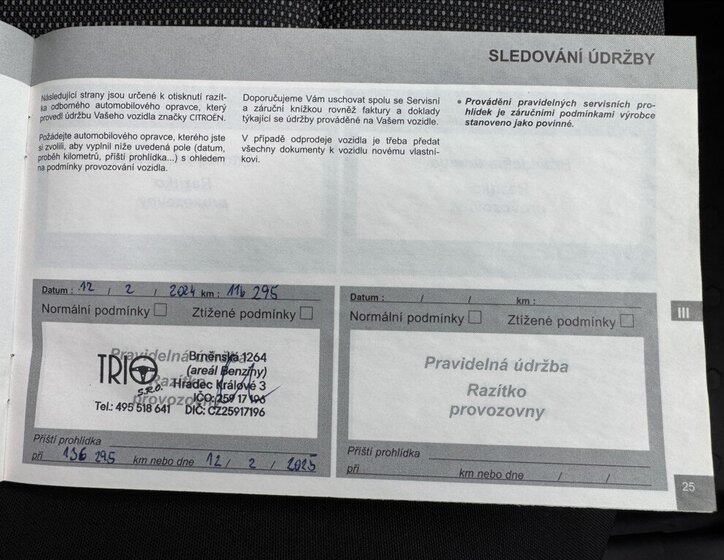 SLEDOVÁNÍ ÚDRŽBY
Následující strany jsou určené k otisknutí razít-
ka odborného automobilového opravce, který
provedl údržbu Vašeho vozidla značky CITROËN.
Požádejte automobilového opravce, kterého jste
si zvolili, aby vyplnil níže uvedená pole (datum,
proběh kilometrů, příští prohlídka...) s ohledem
na podmínky provozování vozidla.
Doporučujeme Vám uschovat spolu se Servisní
a záruční knížkou rovněž faktury a doklady
týkající se údržby prováděné na Vašem vozidle.
V případě odprodeje vozidla je třeba předat
všechny dokumenty k vozidlu novému vlastní-
kovi.
• Provádění pravidelných servisních pro-
hlídek je záručními podmínkami výrobce
stanoveno jako povinné.
Datum : 12 / 2 / 2024 km : 116 295
Normální podmínky Ztížené podmínky
Pravidelná údržba
Razítko
provozovny
TRIO s.r.o.
Tel.: 495 518 641
Brněnská 1264
(areál Benziny)
Hradec Králové 3
IČO: 259 17 196
DIČ: CZ25917196
Příští prohlídka
při 136 295 km nebo dne 12 / 2 / 2025
Datum : / / km :
Normální podmínky Ztížené podmínky
Pravidelná údržba
Razítko
provozovny
Příští prohlídka
při km nebo dne / /
III
25